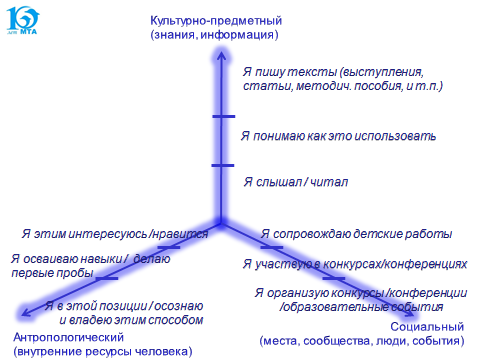 10
лет МТА
Культурно-предметный
(знания, информация)
Я пишу тексты (выступления,
статьи, методич. пособия, и т.п.)
Я понимаю как это использовать
Я слышал / читал
Я этим интересуюсь/нравится
Я осваиваю навыки / делаю
первые пробы
Я в этой позиции / осознаю
и владею этим способом
Антропологический
(внутренние ресурсы человека)
Я сопровождаю детские работы
Я участвую в конкурсах/конференциях
Я организую конкурсы/конференции
/образовательные события
Социальный
(места, сообщества, люди, события)